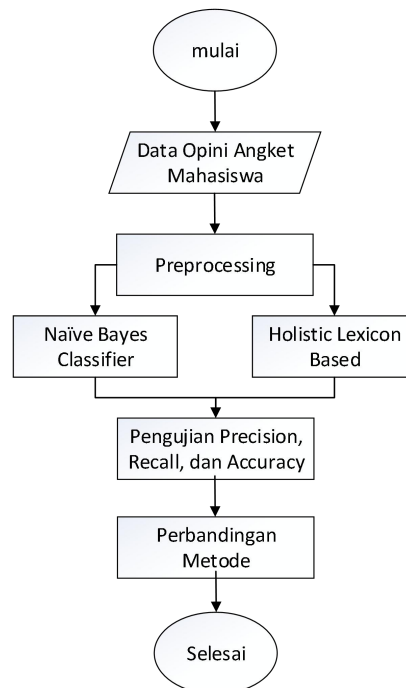 mulai
Data Opini Angket
Mahasiswa
Preprocessing
Naïve Bayes
Classifier
Holistic Lexicon
Based
Pengujian Precision,
Recall, dan Accuracy
Perbandingan
Metode
Selesai